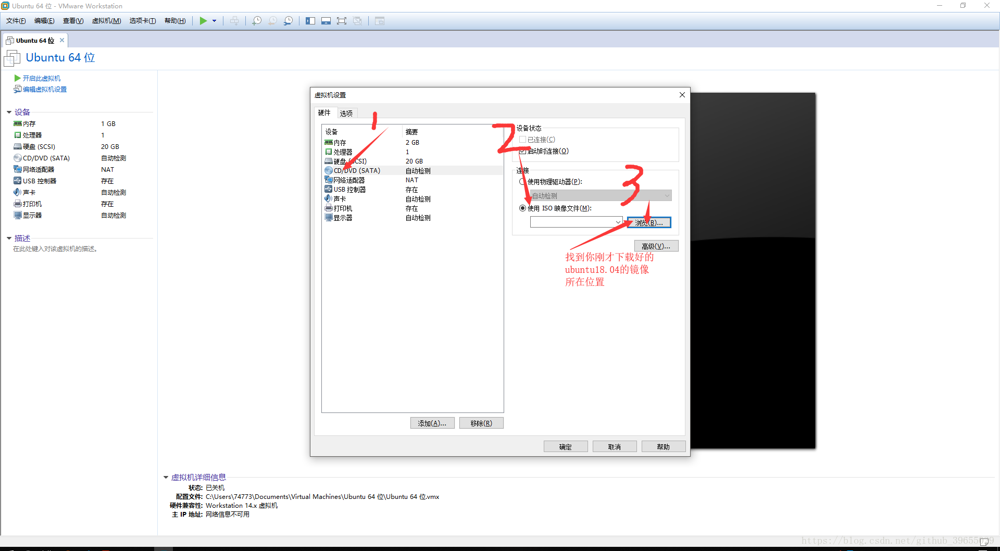 Ubuntu 64 位 - VMware Workstation
文件(F) 编辑(E) 查看(V) 虚拟机(M) 选项卡(T) 帮助(H)
Ubuntu 64 位
Ubuntu 64 位
开启此虚拟机
编辑虚拟机设置
设备
内存 1 GB
处理器 1
硬盘 (SCSI) 20 GB
CD/DVD (SATA) 自动检测
网络适配器 NAT
USB 控制器 存在
声卡 自动检测
打印机 存在
显示器 自动检测
描述
在此处键入对该虚拟机的描述。
虚拟机设置
硬件 选项
设备 摘要
内存 2 GB
处理器 1
硬盘 (SCSI) 20 GB
CD/DVD (SATA) 自动检测
网络适配器 NAT
USB 控制器 存在
声卡 自动检测
打印机 存在
显示器 自动检测
添加(A)... 移除(R)
1
2
3
设备状态
已连接(C)
启动时连接(O)
连接
使用物理驱动器(P):
自动检测
使用 ISO 映像文件(M):
浏览(B)...
高级(V)...
找到你刚才下载好的
ubuntu18.04的镜像
所在位置
确定 取消 帮助
虚拟机详细信息
状态: 已关机
配置文件: C:\Users\74773\Documents\Virtual Machines\Ubuntu 64 位\Ubuntu 64 位.vmx
硬件兼容性: Workstation 14.x 虚拟机
主 IP 地址: 网络信息不可用
https://blog.csdn.net/github_39655029